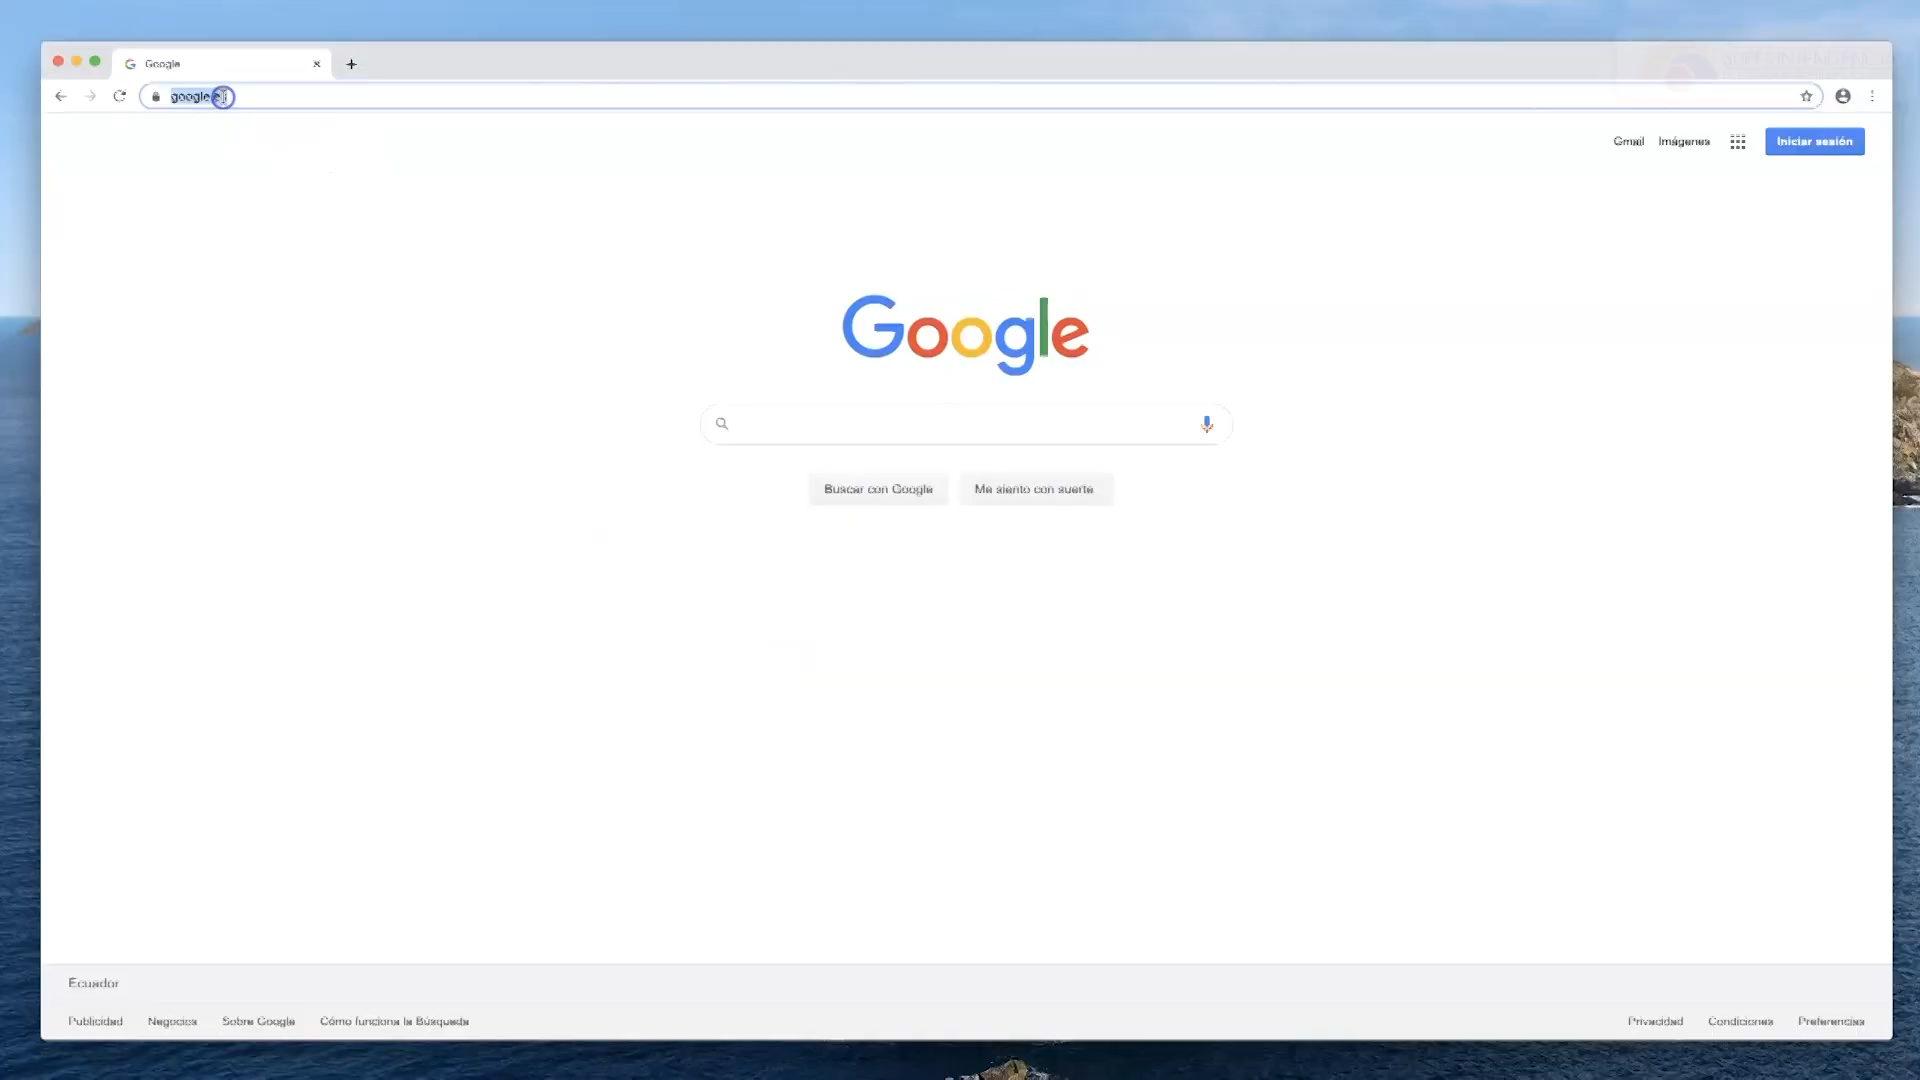 Google
google
Gmail Imágenes
Iniciar sesión
Google
Buscar con Google Me siento con suerte
Ecuador
Publicidad Negocios Sobre Google Cómo funciona la Búsqueda
Privacidad Condiciones Preferencias